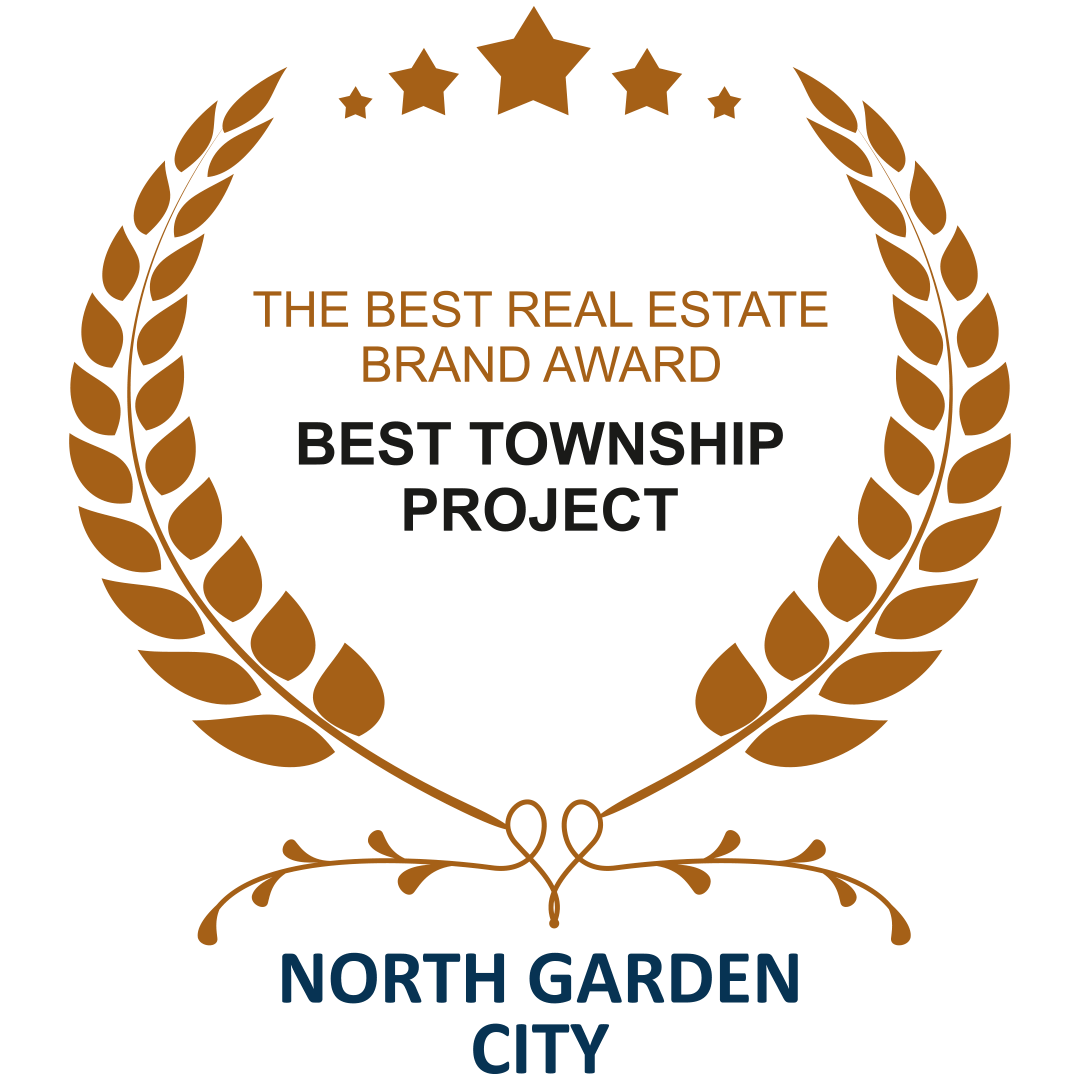 THE BEST REAL ESTATE
BRAND AWARD
BEST TOWNSHIP
PROJECT
NORTH GARDEN
CITY